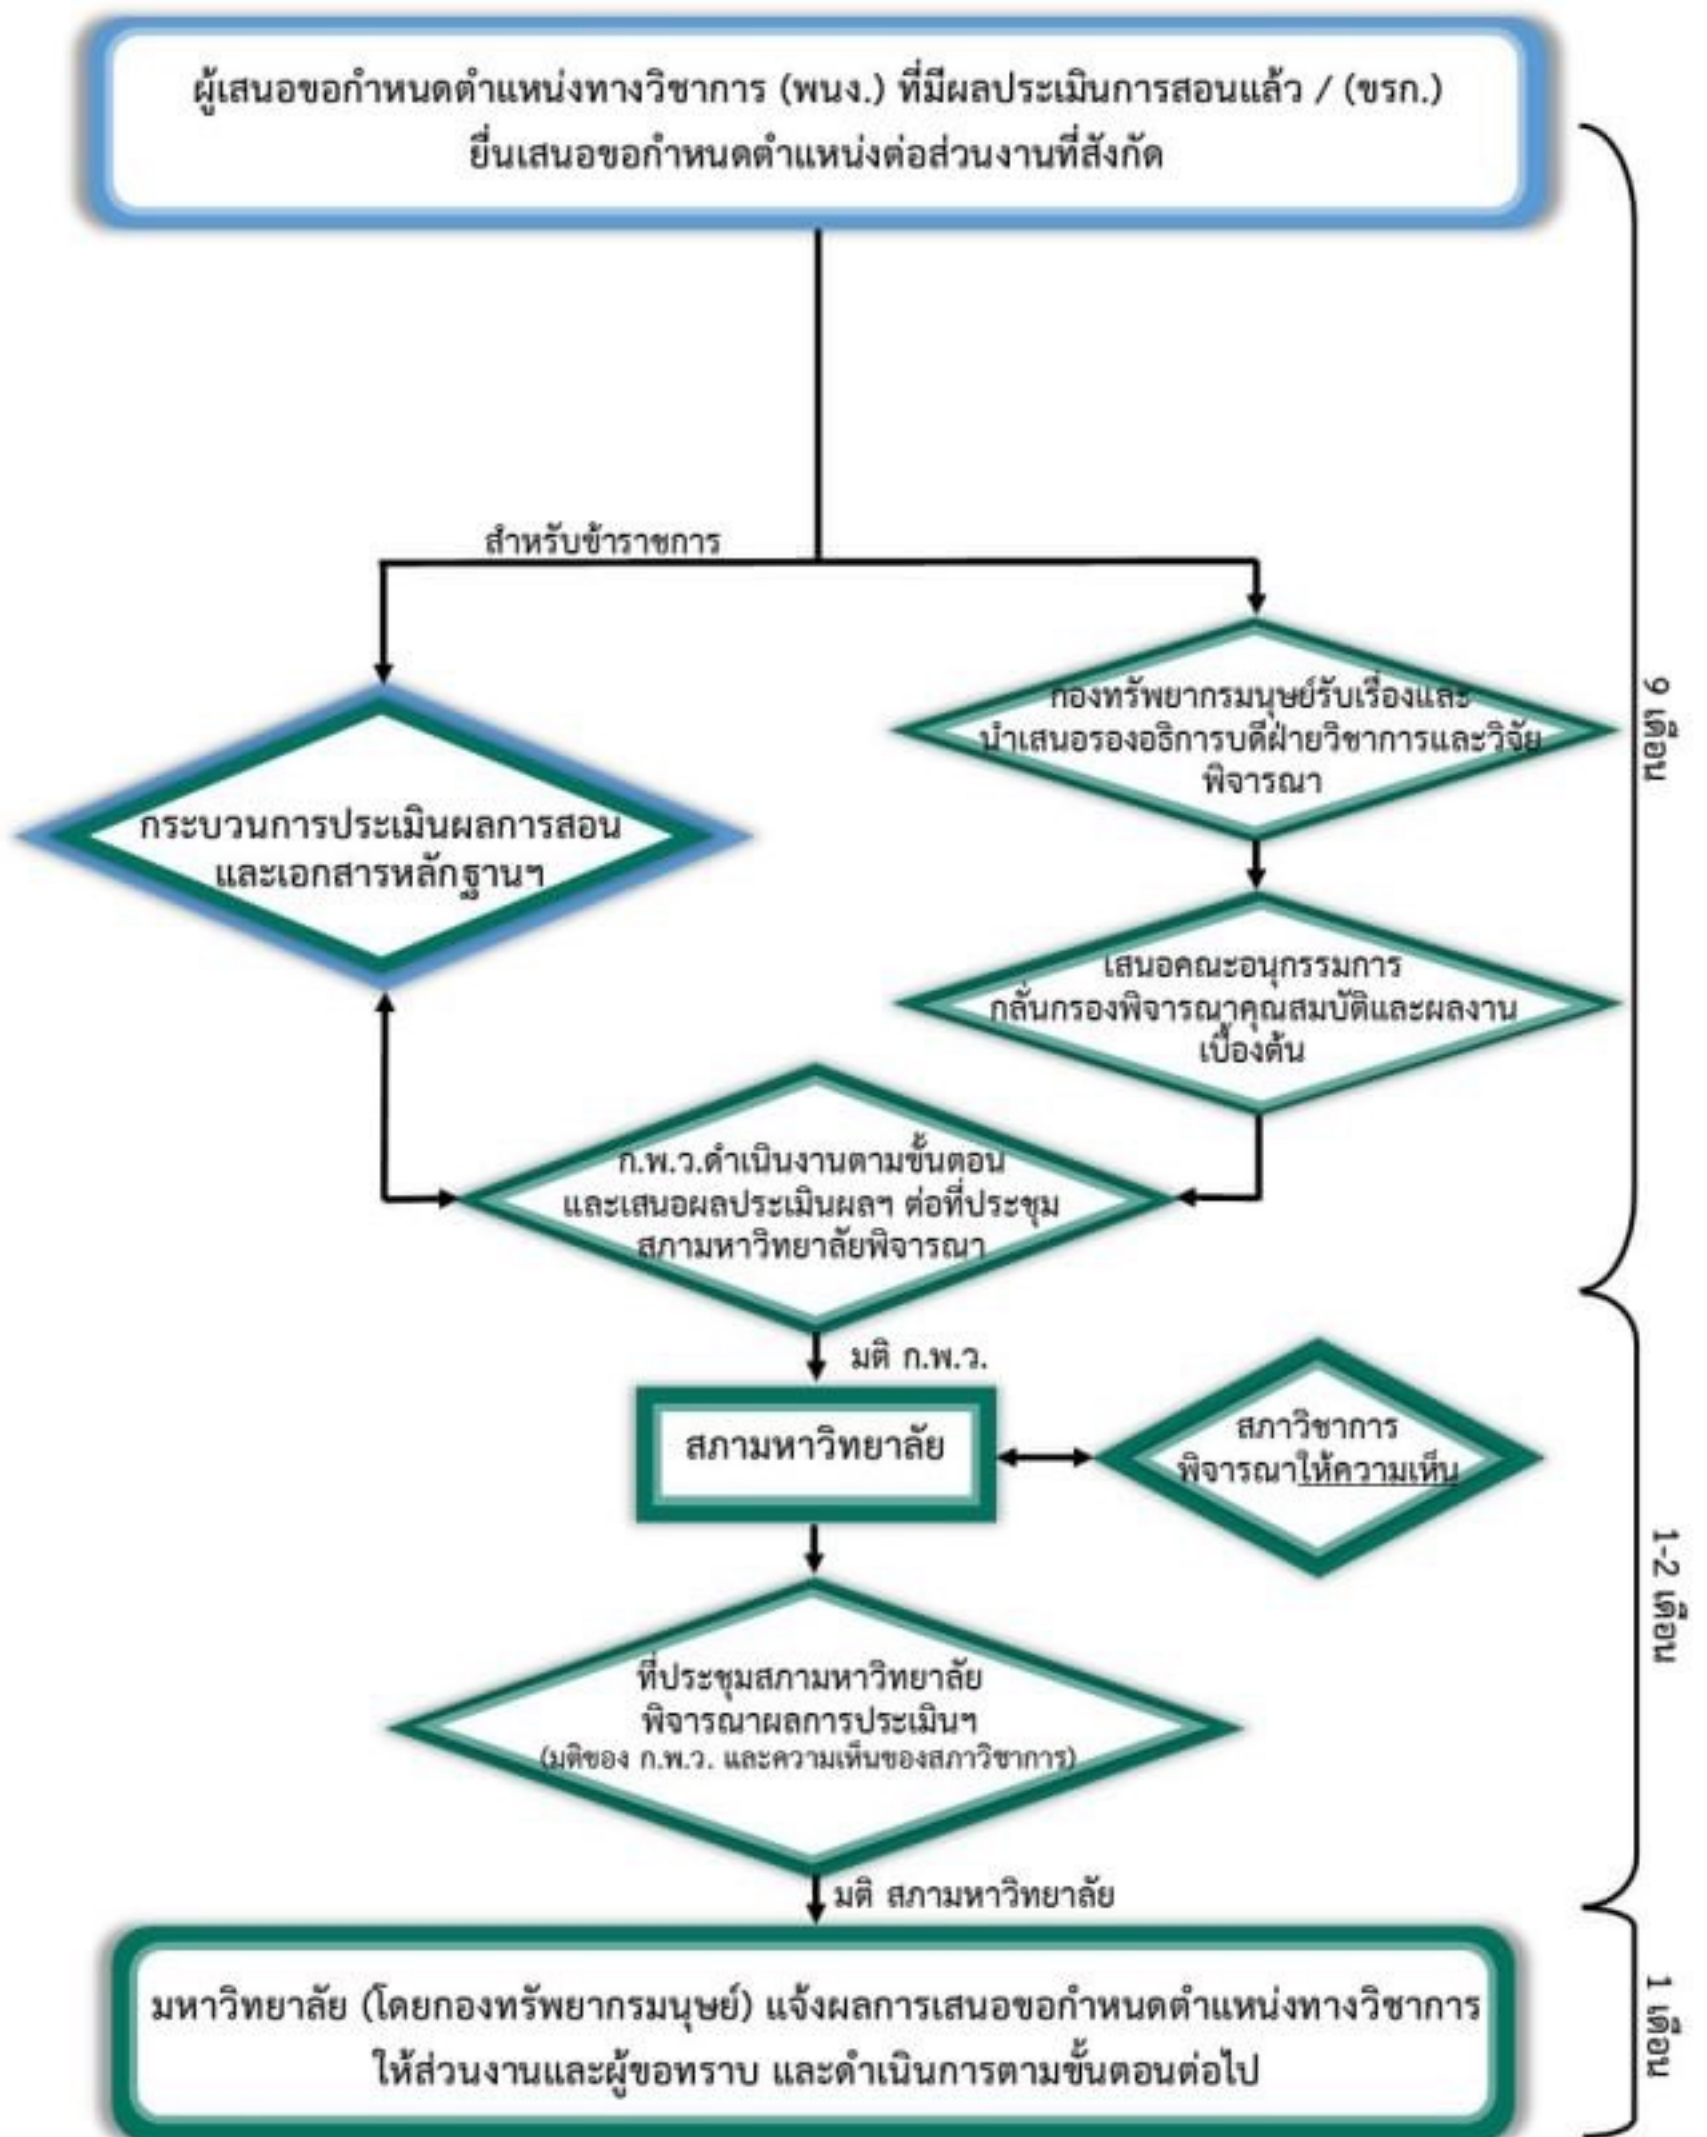 ผู้เสนอขอกำหนดตำแหน่งทางวิชาการ (พนง.) ที่มีผลประเมินการสอนแล้ว / (ขรก.)
ยื่นเสนอขอกำหนดตำแหน่งต่อส่วนงานที่สังกัด
สำหรับข้าราชการ
กองทรัพยากรมนุษย์รับเรื่องและ
นำเสนอรองอธิการบดีฝ่ายวิชาการและวิจัย
พิจารณา
9 เดือน
กระบวนการประเมินผลการสอน
และเอกสารหลักฐานฯ
เสนอคณะอนุกรรมการ
กลั่นกรองพิจารณาคุณสมบัติและผลงาน
เบื้องต้น
ก.พ.ว.ดำเนินงานตามขั้นตอน
และเสนอผลประเมินผลฯ ต่อที่ประชุม
สภามหาวิทยาลัยพิจารณา
มติ ก.พ.ว.
สภามหาวิทยาลัย
สภาวิชาการ
พิจารณาให้ความเห็น
1-2 เดือน
ที่ประชุมสภามหาวิทยาลัย
พิจารณาผลการประเมินฯ
(มติของ ก.พ.ว. และความเห็นของสภาวิชาการ)
มติ สภามหาวิทยาลัย
มหาวิทยาลัย (โดยกองทรัพยากรมนุษย์) แจ้งผลการเสนอขอกำหนดตำแหน่งทางวิชาการ
ให้ส่วนงานและผู้ขอทราบ และดำเนินการตามขั้นตอนต่อไป
1 เดือน